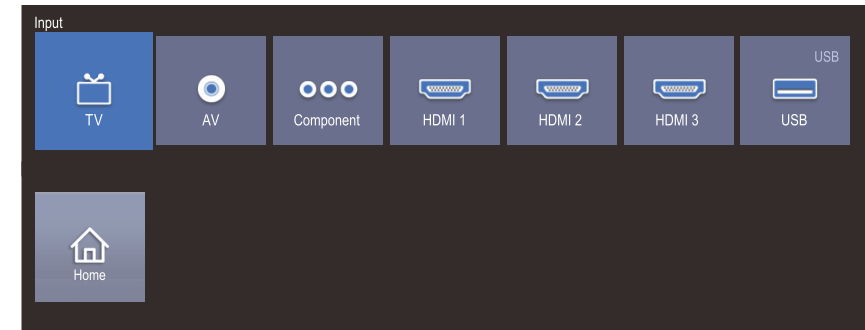 Input
USB
TV
AV
Component
HDMI 1
HDMI 2
HDMI 3
USB
Home